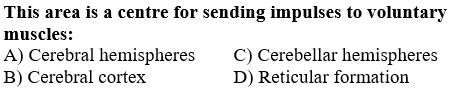 This area is a centre for sending impulses to voluntary
muscles:
A) Cerebral hemispheres C) Cerebellar hemispheres
B) Cerebral cortex D) Reticular formation